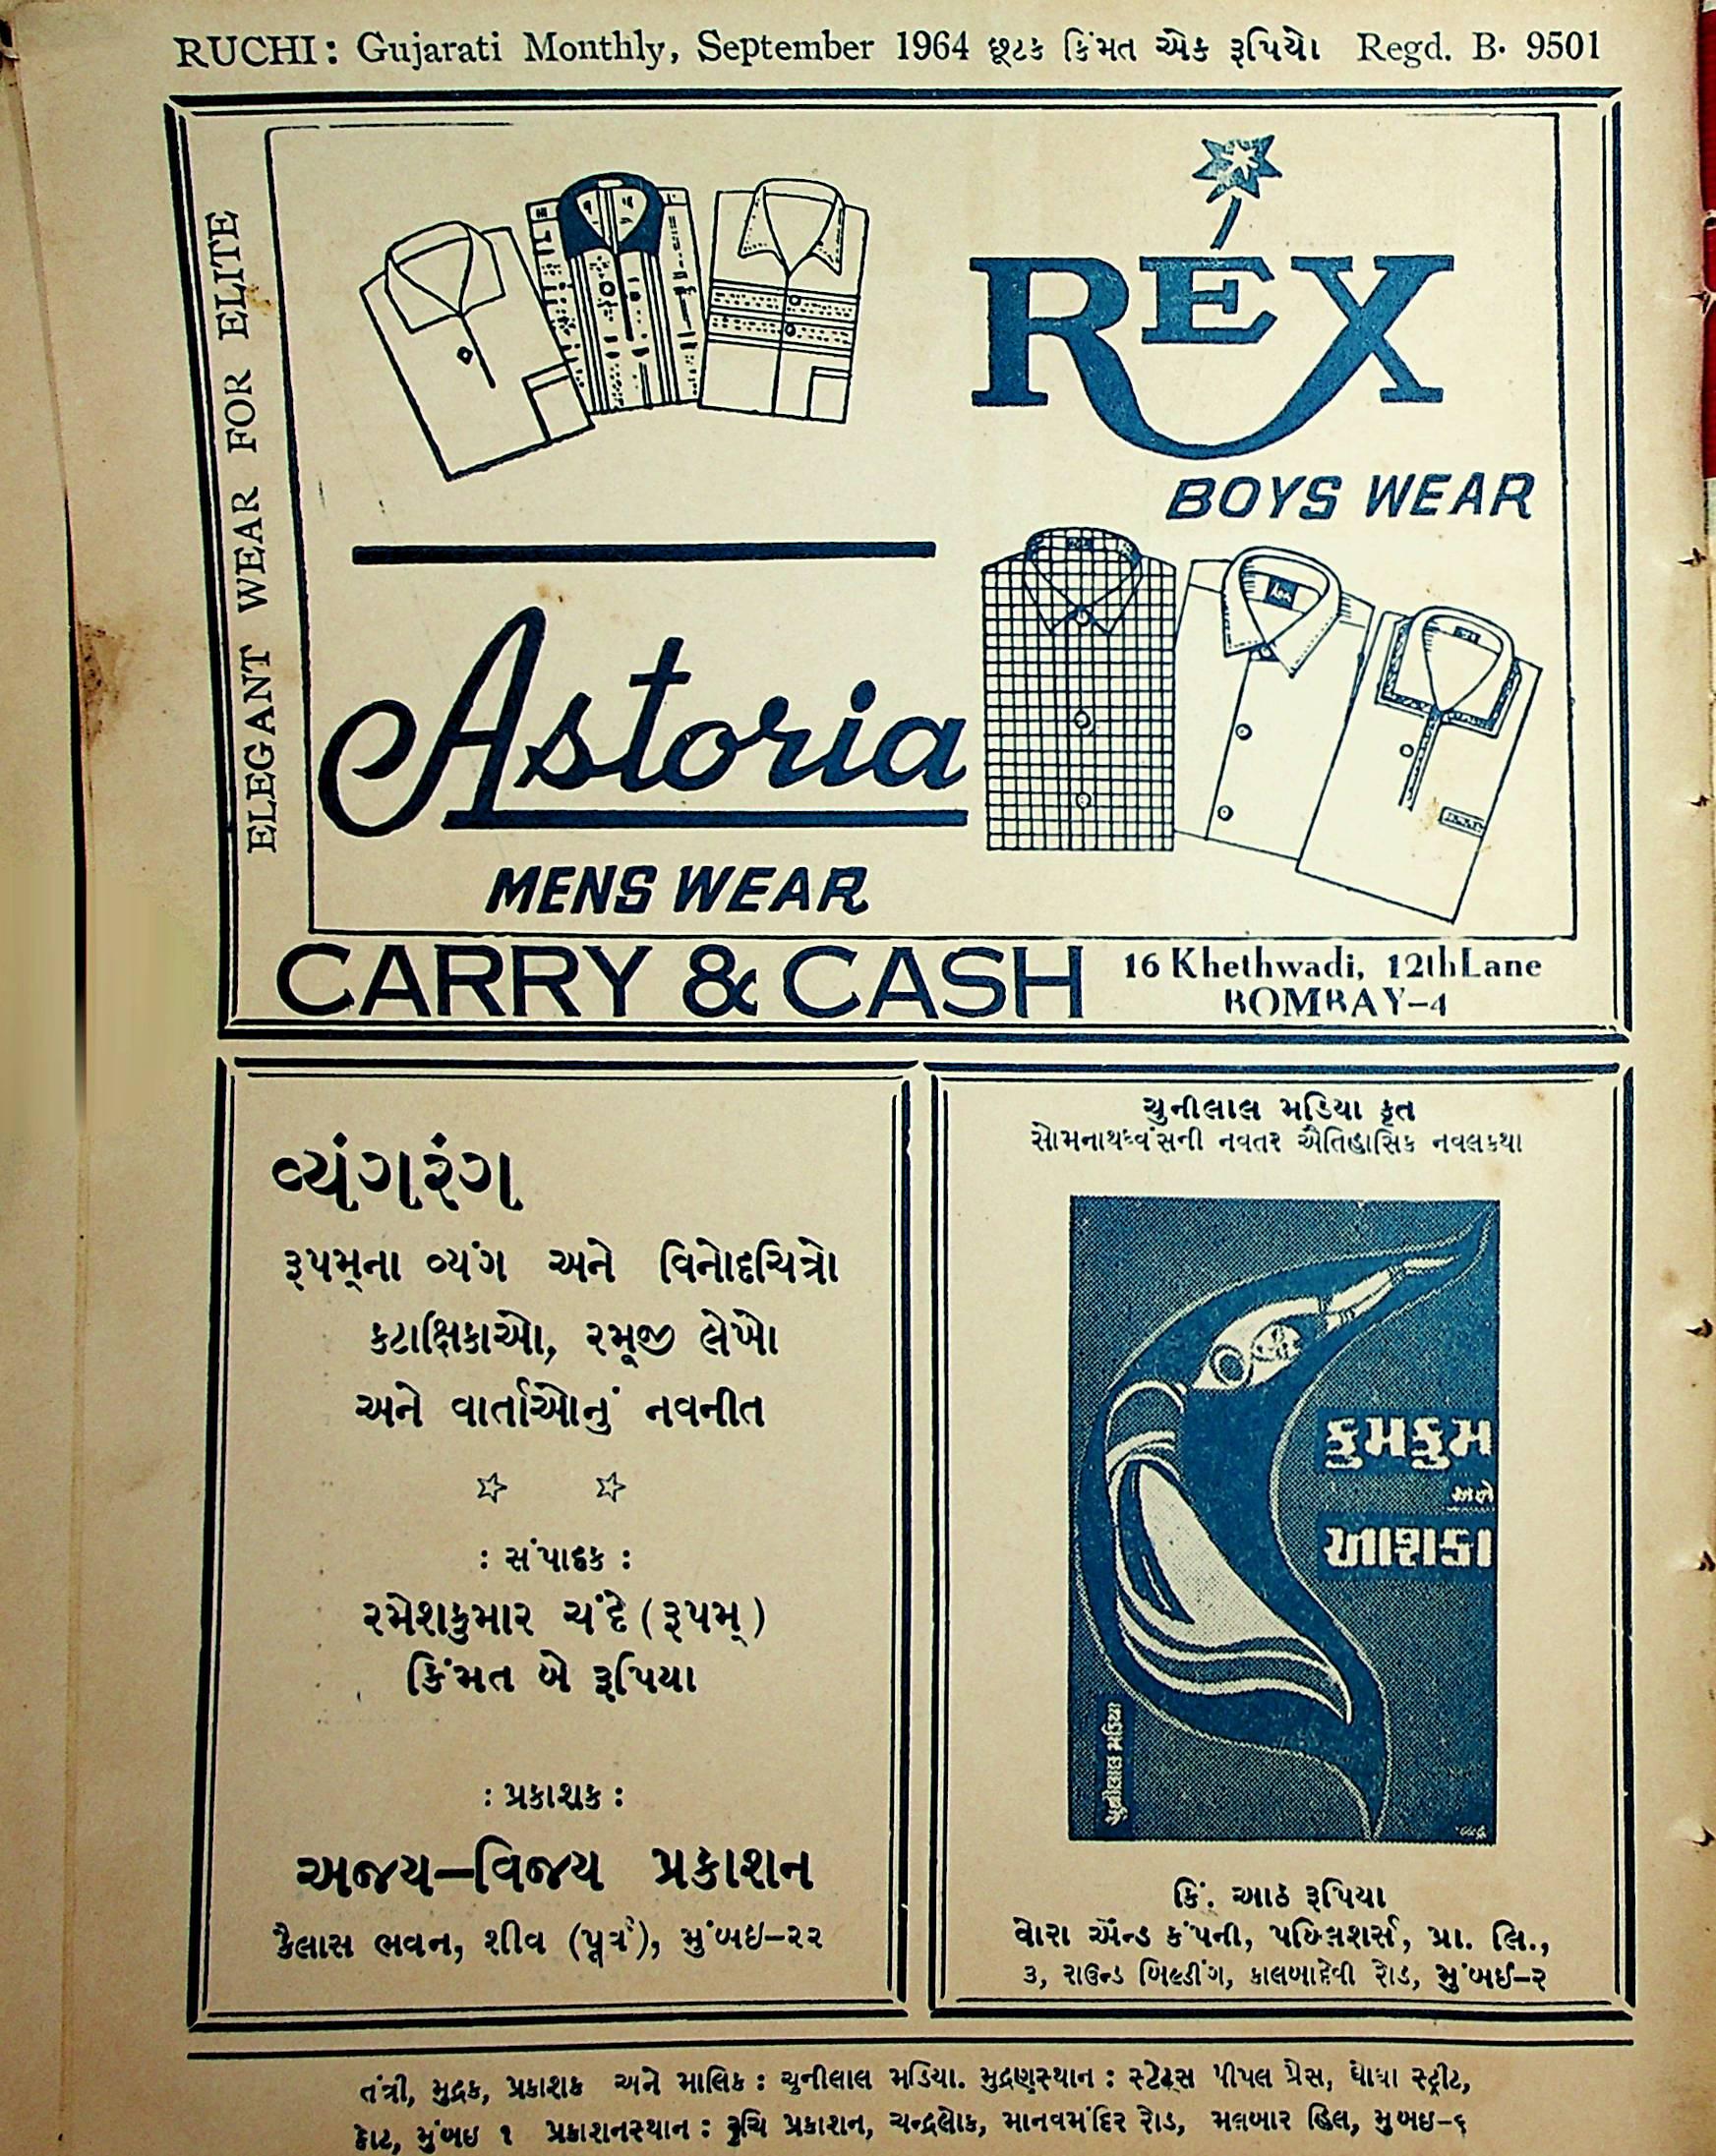 RUCHI: Gujarati Monthly, September 1964 છૂટક કિંમત એક રૂપિયો Regd. B. 9501
ELEGANT WEAR FOR ELITE
REX
BOYS WEAR
Astoria
MENS WEAR
CARRY & CASH
16 Khethwadi, 12th Lane
BOMBAY-4
વ્યંગરંગ
રૂપમ્‌ના વ્યંગ અને વિનોદચિત્રો
કટાક્ષિકાઓ, રમૂજી લેખો
અને વાર્તાઓનું નવનીત
☆ ☆
: સંપાદક :
રમેશકુમાર ચંદે (રૂપમ્)
કિંમત બે રૂપિયા
: પ્રકાશક :
અજય–વિજય પ્રકાશન
કૈલાસ ભવન, શીવ (પૂર્વ), મુંબઇ–૨૨
ચુનીલાલ મડિયા કૃત
સોમનાથધ્વંસની નવતર ઐતિહાસિક નવલકથા
કુમકુમ
અને
આશકા
ચુનીલાલ મડિયા
કિં. આઠ રૂપિયા
વોરા ઍન્ડ કંપની, પબ્લિશર્સ, પ્રા. લિ.,
૩, રાઉન્ડ બિલ્ડીંગ, કાલબાદેવી રોડ, મુંબઈ–૨
તંત્રી, મુદ્રક, પ્રકાશક અને માલિક : ચુનીલાલ મડિયા. મુદ્રણસ્થાન : સ્ટેટ્સ પીપલ પ્રેસ, ઘોઘા સ્ટ્રીટ,
ફોટ, મુંબઇ ૧ પ્રકાશનસ્થાન : રૂચિ પ્રકાશન, ચન્દ્રલોક, માનવમંદિર રોડ, મલબાર હિલ, મુંબઇ–૬